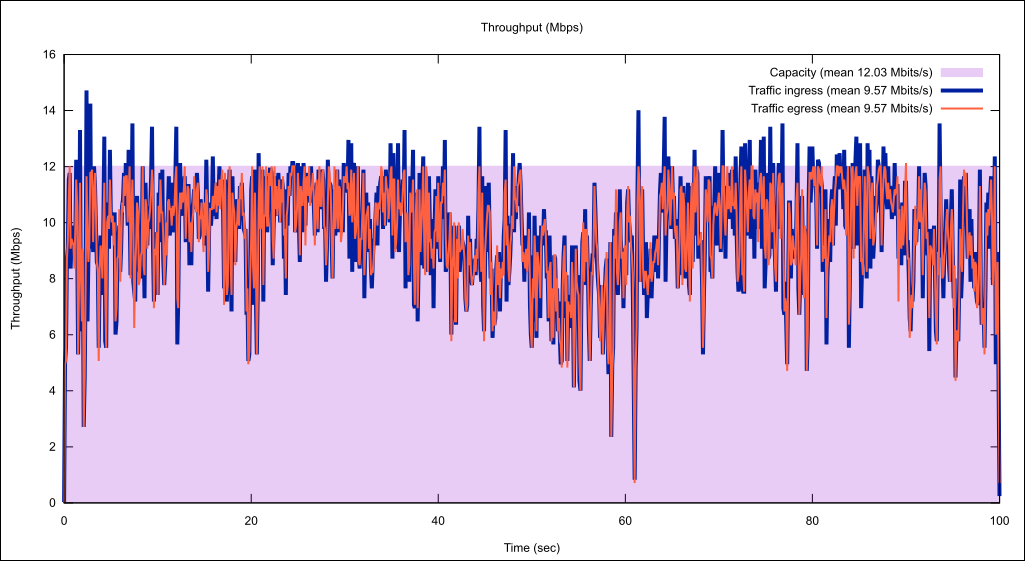 Throughput (Mbps)
Capacity (mean 12.03 Mbits/s)
Traffic ingress (mean 9.57 Mbits/s)
Traffic egress (mean 9.57 Mbits/s)
Throughput (Mbps)
16
14
12
10
8
6
4
2
0
0 20 40 60 80 100
Time (sec)